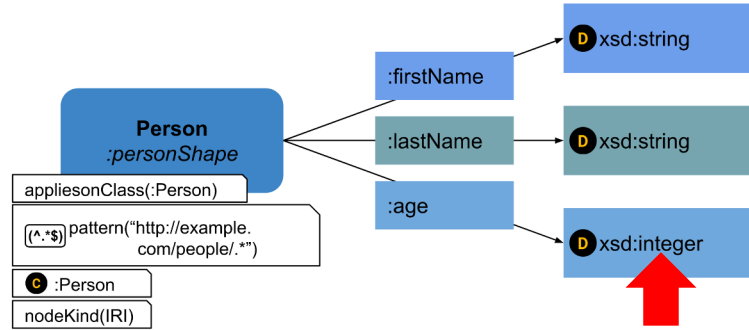 Person
:personShape
appliesonClass(:Person)
(^.*$) pattern(“http://example.
com/people/.*”)
C :Person
nodeKind(IRI)
:firstName
:lastName
:age
D xsd:string
D xsd:string
D xsd:integer